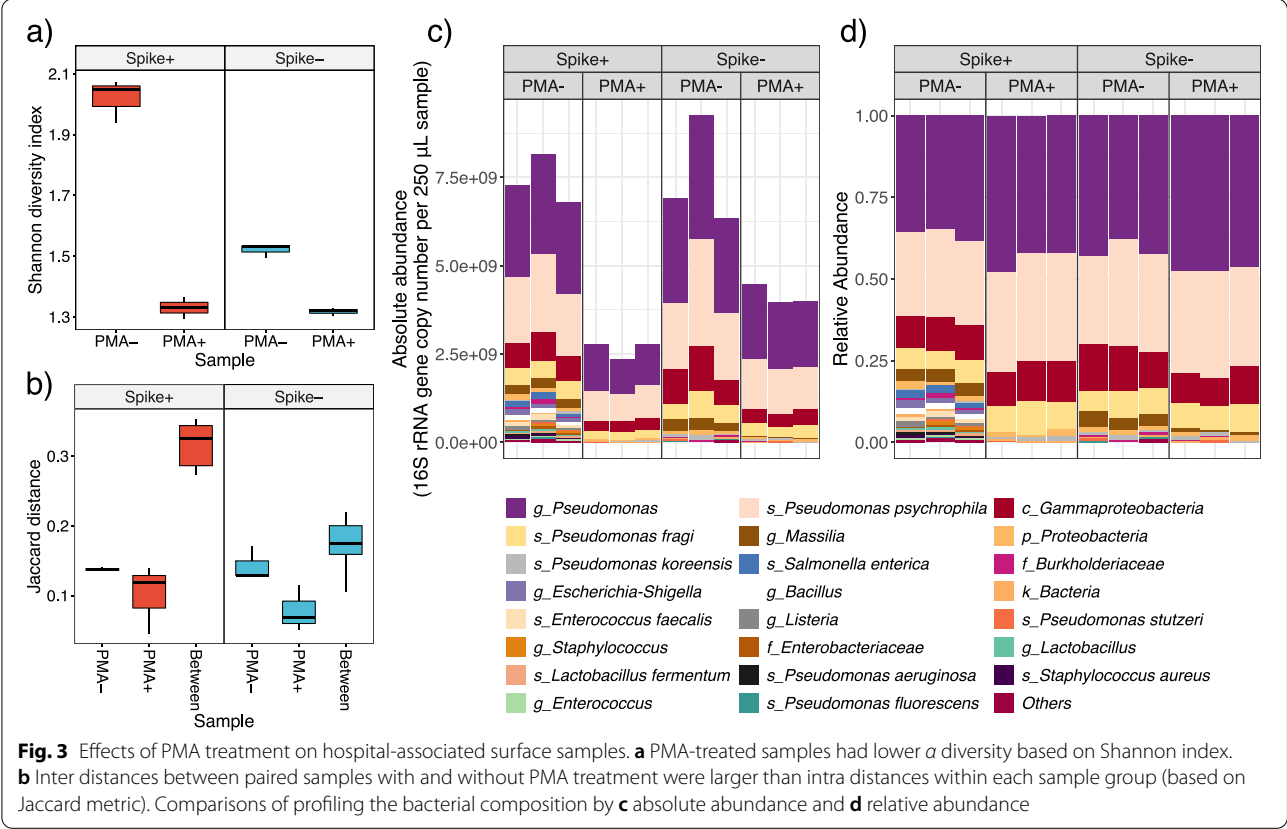 a)
Spike+ Spike–
Shannon diversity index
2.1
1.9
1.7
1.5
1.3
PMA– PMA+ PMA– PMA+
Sample
b)
Spike+ Spike–
Jaccard distance
0.3
0.2
0.1
PMA– PMA+ Between PMA– PMA+ Between
Sample
c)
Spike+ Spike-
PMA- PMA+ PMA- PMA+
Absolute abundance
(16S rRNA gene copy number per 250 µL sample)
7.5e+09
5.0e+09
2.5e+09
0.0e+00
d)
Spike+ Spike-
PMA- PMA+ PMA- PMA+
Relative Abundance
1.00
0.75
0.50
0.25
0.00
g_Pseudomonas s_Pseudomonas psychrophila c_Gammaproteobacteria
s_Pseudomonas fragi g_Massilia p_Proteobacteria
s_Pseudomonas koreensis s_Salmonella enterica f_Burkholderiaceae
g_Escherichia-Shigella g_Bacillus k_Bacteria
s_Enterococcus faecalis g_Listeria s_Pseudomonas stutzeri
g_Staphylococcus f_Enterobacteriaceae g_Lactobacillus
s_Lactobacillus fermentum s_Pseudomonas aeruginosa s_Staphylococcus aureus
g_Enterococcus s_Pseudomonas fluorescens Others
Fig. 3 Effects of PMA treatment on hospital-associated surface samples. a PMA-treated samples had lower α diversity based on Shannon index.
b Inter distances between paired samples with and without PMA treatment were larger than intra distances within each sample group (based on
Jaccard metric). Comparisons of profiling the bacterial composition by c absolute abundance and d relative abundance